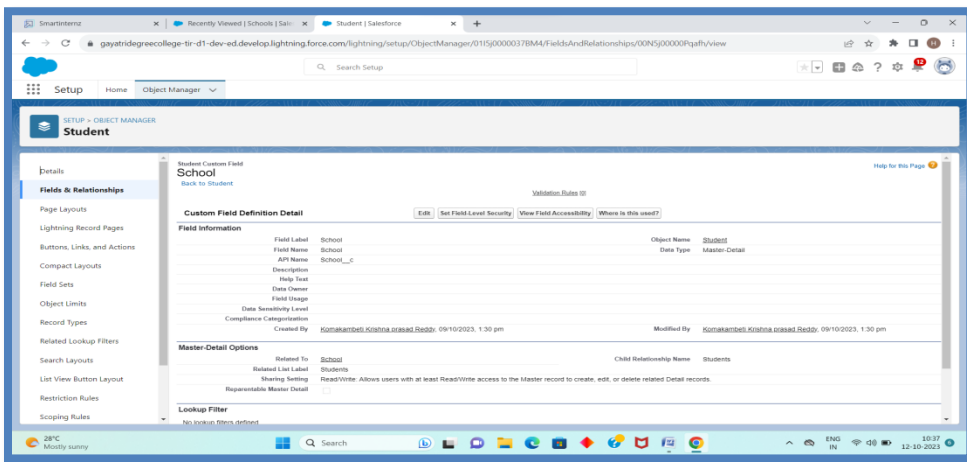 Smartinternz
Recently Viewed | Schools | Sale
Student | Salesforce
gayatridegreecollege-tir-d1-dev-ed.develop.lightning.force.com/lightning/setup/ObjectManager/01I5j0000037BM4/FieldsAndRelationships/00N5j00000Pqafh/view
H
Search Setup
12
Setup
Home
Object Manager
SETUP > OBJECT MANAGER
Student
Details
Fields & Relationships
Page Layouts
Lightning Record Pages
Buttons, Links, and Actions
Compact Layouts
Field Sets
Object Limits
Record Types
Related Lookup Filters
Search Layouts
List View Button Layout
Restriction Rules
Scoping Rules
Student Custom Field
School
Back to Student
Help for this Page
Validation Rules [0]
Custom Field Definition Detail
Edit Set Field-Level Security View Field Accessibility Where is this used?
Field Information
Field Label School Object Name Student
Field Name School Data Type Master-Detail
API Name School__c
Description
Help Text
Data Owner
Field Usage
Data Sensitivity Level
Compliance Categorization
Created By Komakambeti Krishna prasad Reddy, 09/10/2023, 1:30 pm Modified By Komakambeti Krishna prasad Reddy, 09/10/2023, 1:30 pm
Master-Detail Options
Related To School Child Relationship Name Students
Related List Label Students
Sharing Setting Read/Write: Allows users with at least Read/Write access to the Master record to create, edit, or delete related Detail records.
Reparentable Master Detail
Lookup Filter
No lookup filters defined
28°C
Mostly sunny
Search
ENG
IN
10:37
12-10-2023